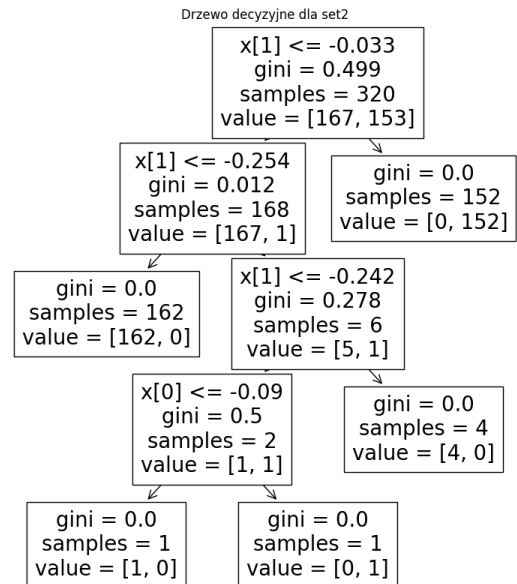 Drzewo decyzyjne dla set2
x[1] <= -0.033
gini = 0.499
samples = 320
value = [167, 153]
x[1] <= -0.254
gini = 0.012
samples = 168
value = [167, 1]
gini = 0.0
samples = 152
value = [0, 152]
gini = 0.0
samples = 162
value = [162, 0]
x[1] <= -0.242
gini = 0.278
samples = 6
value = [5, 1]
x[0] <= -0.09
gini = 0.5
samples = 2
value = [1, 1]
gini = 0.0
samples = 4
value = [4, 0]
gini = 0.0
samples = 1
value = [1, 0]
gini = 0.0
samples = 1
value = [0, 1]